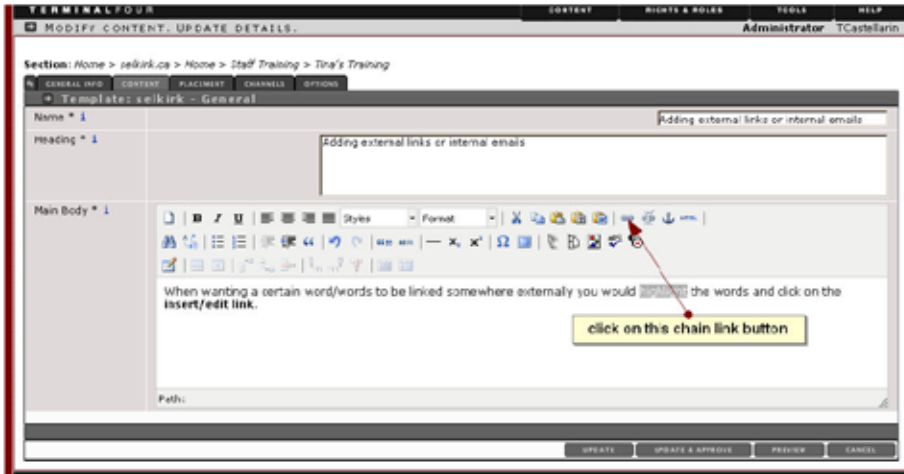 TERMINALFOUR
CONTENT RIGHTS & ROLES TOOLS HELP
MODIFY CONTENT. UPDATE DETAILS. Administrator TCastellarin
Section: Home > selkirk.ca > Home > Staff Training > Tina's Training
GENERAL INFO CONTENT PLACEMENT CHANNELS OPTIONS
Template: selkirk - General
Name * i Adding external links or internal emails
Heading * i Adding external links or internal emails
Main Body * i
B I U Styles Format
When wanting a certain word/words to be linked somewhere externally you would highlight the words and click on the
insert/edit link.
click on this chain link button
Path:
UPDATE UPDATE & APPROVE PREVIEW CANCEL